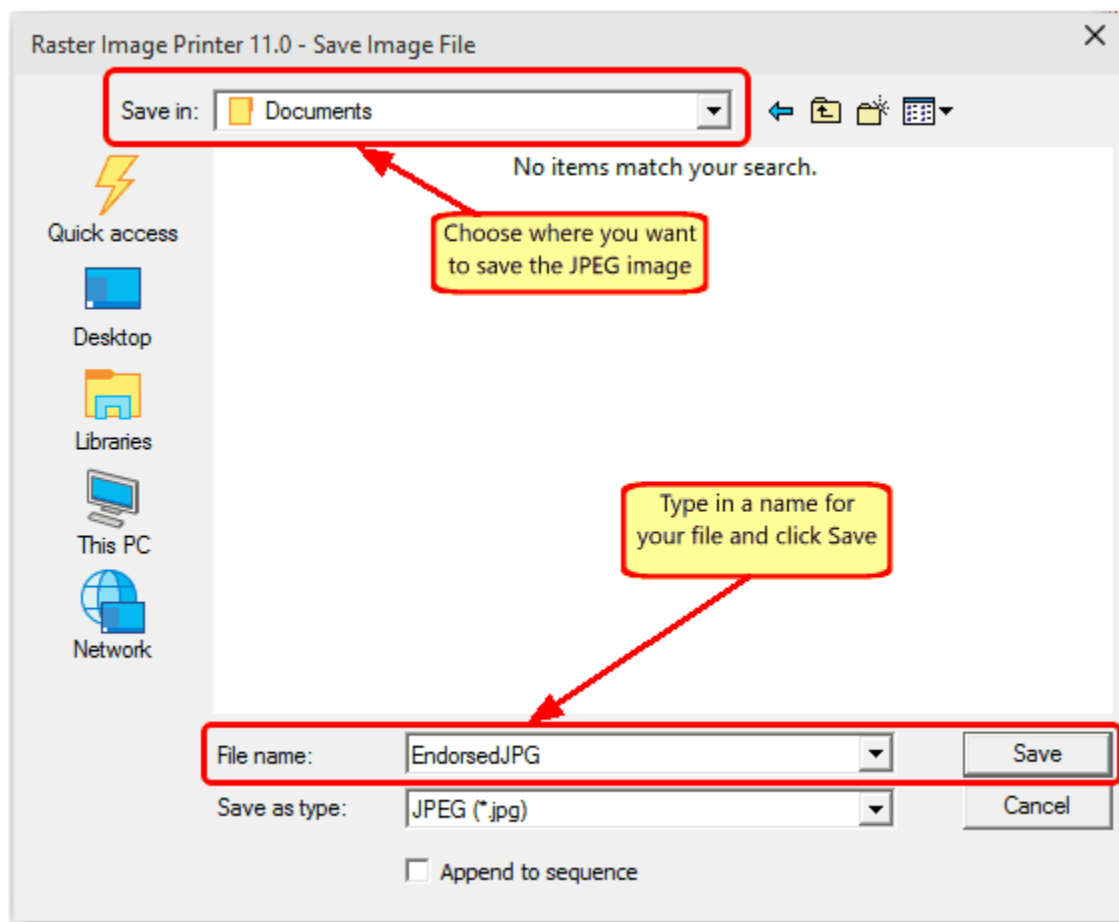 Raster Image Printer 11.0 - Save Image File
Save in:
Documents
No items match your search.
Quick access
Choose where you want
to save the JPEG image
Desktop
Libraries
Type in a name for
your file and click Save
This PC
Network
File name:
EndorsedJPG
Save
Save as type:
JPEG (*.jpg)
Cancel
Append to sequence